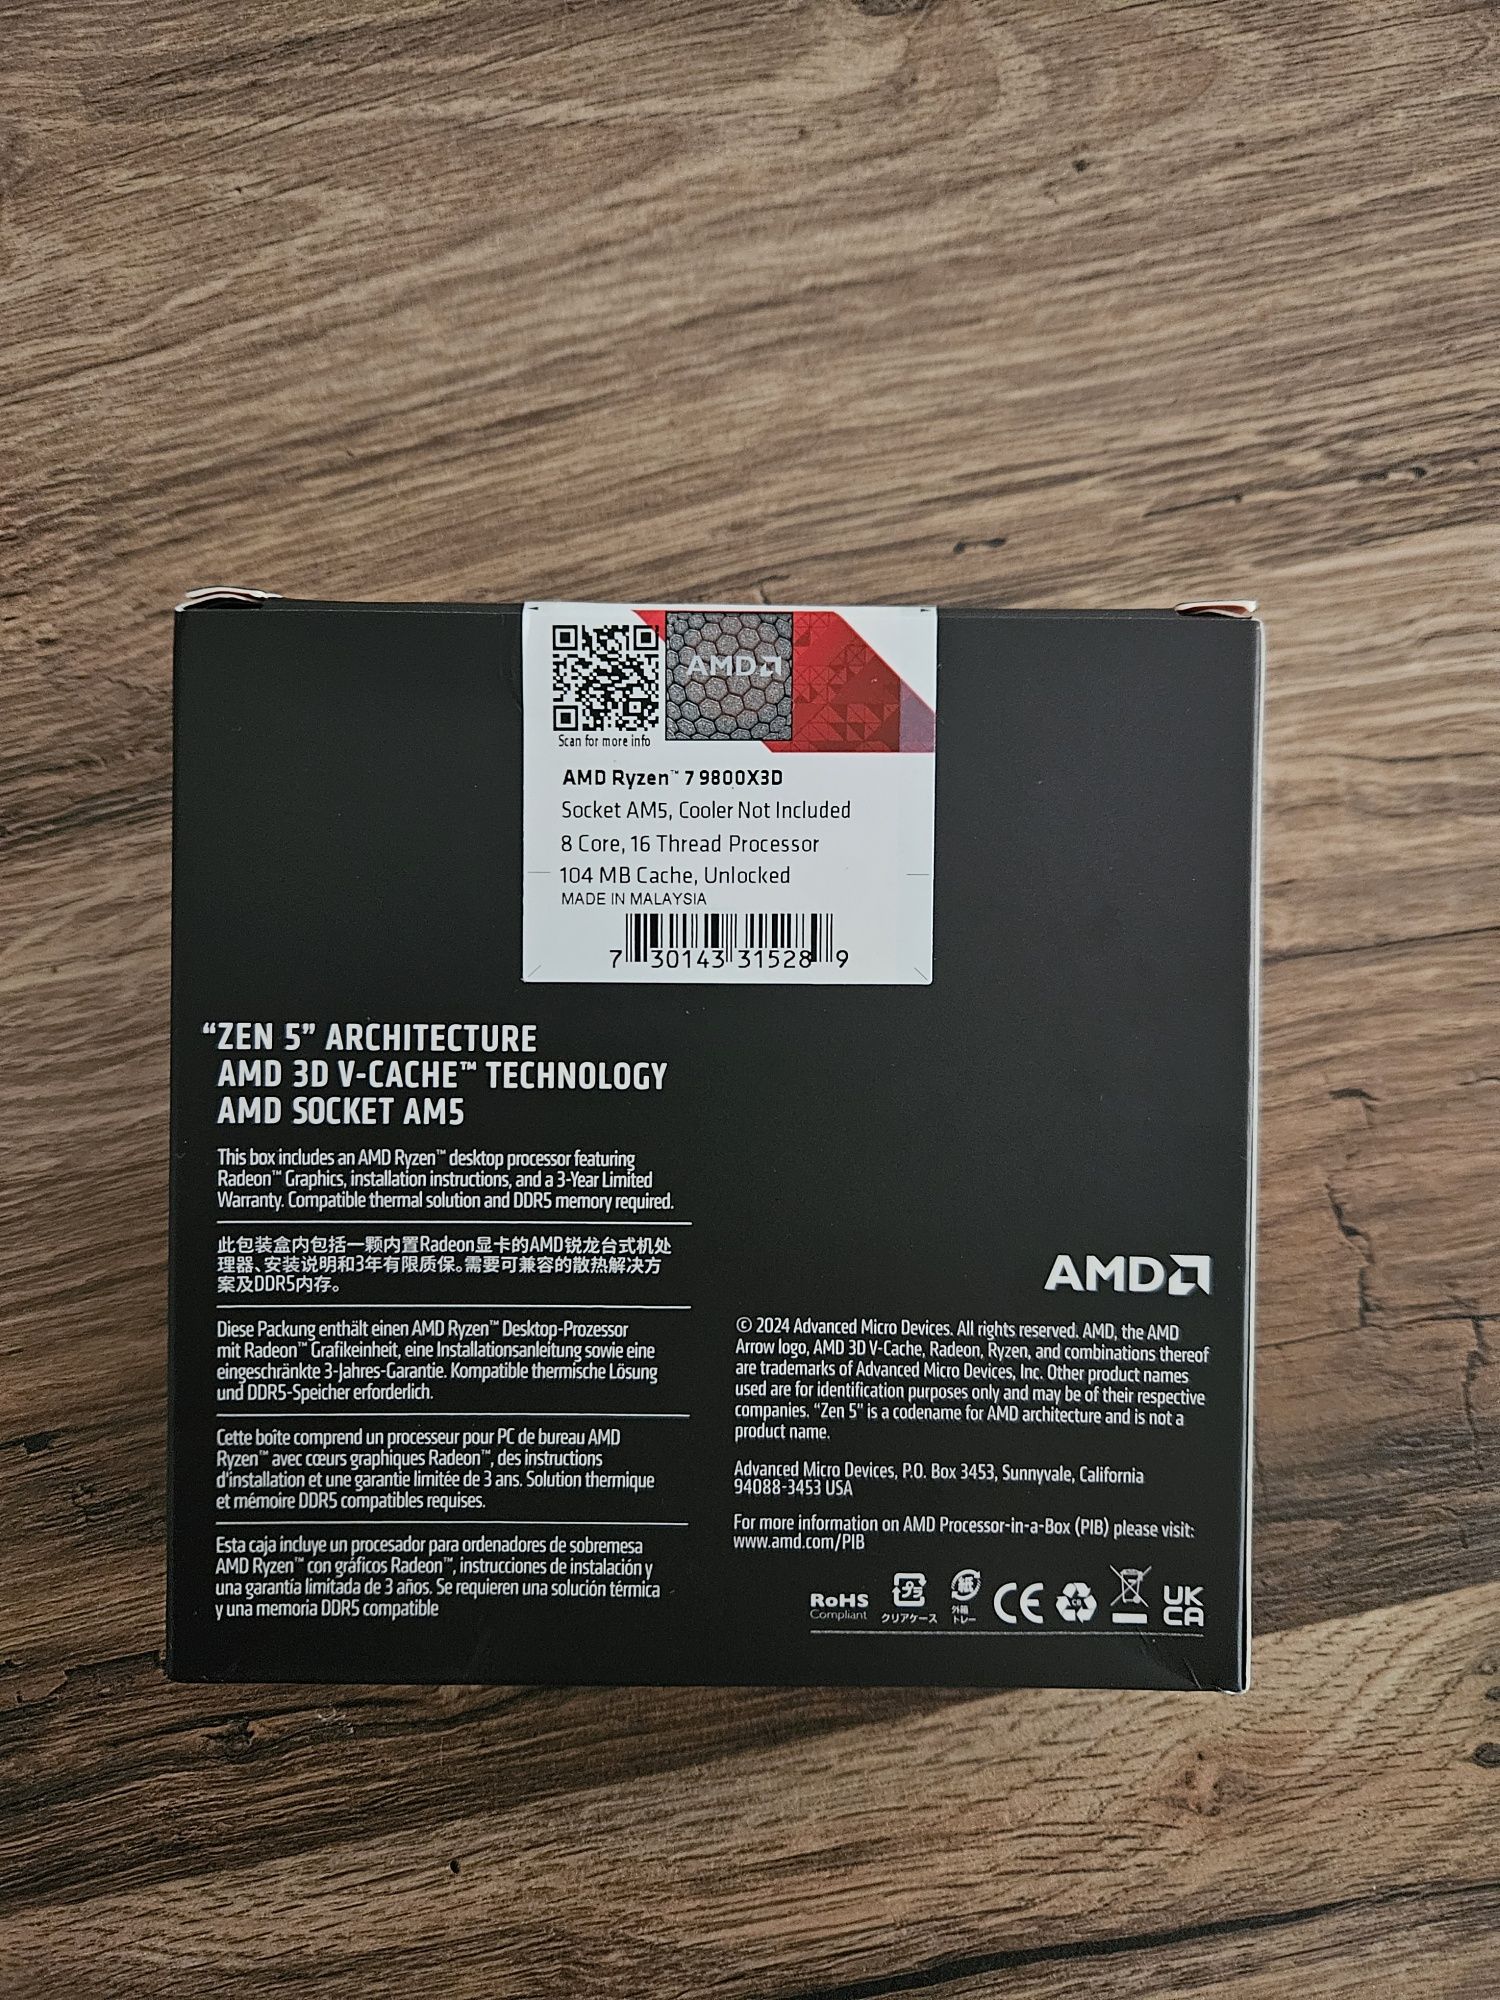 AMD
Scan for more info
AMD Ryzen™ 7 9800X3D
Socket AM5, Cooler Not Included
8 Core, 16 Thread Processor
104 MB Cache, Unlocked
MADE IN MALAYSIA
7 30143 31528 9
“ZEN 5” ARCHITECTURE
AMD 3D V-CACHE™ TECHNOLOGY
AMD SOCKET AM5
This box includes an AMD Ryzen™ desktop processor featuring
Radeon™ Graphics, installation instructions, and a 3-Year Limited
Warranty. Compatible thermal solution and DDR5 memory required.
此包装盒内包括一颗内置Radeon显卡的AMD锐龙台式机处
理器、安装说明和3年有限质保。需要可兼容的散热解决方
案及DDR5内存。
Diese Packung enthält einen AMD Ryzen™ Desktop-Prozessor
mit Radeon™ Grafikeinheit, eine Installationsanleitung sowie eine
eingeschränkte 3-Jahres-Garantie. Kompatible thermische Lösung
und DDR5-Speicher erforderlich.
Cette boîte comprend un processeur pour PC de bureau AMD
Ryzen™ avec cœurs graphiques Radeon™, des instructions
d’installation et une garantie limitée de 3 ans. Solution thermique
et mémoire DDR5 compatibles requises.
Esta caja incluye un procesador para ordenadores de sobremesa
AMD Ryzen™ con gráficos Radeon™, instrucciones de instalación y
una garantía limitada de 3 años. Se requieren una solución térmica
y una memoria DDR5 compatible
AMD
© 2024 Advanced Micro Devices. All rights reserved. AMD, the AMD
Arrow logo, AMD 3D V-Cache, Radeon, Ryzen, and combinations thereof
are trademarks of Advanced Micro Devices, Inc. Other product names
used are for identification purposes only and may be of their respective
companies. “Zen 5” is a codename for AMD architecture and is not a
product name.
Advanced Micro Devices, P.O. Box 3453, Sunnyvale, California
94088-3453 USA
For more information on AMD Processor-in-a-Box (PIB) please visit:
www.amd.com/PIB
RoHS
Compliant
プラ
クリアケース
紙
外箱
トレー
CE
UK
CA